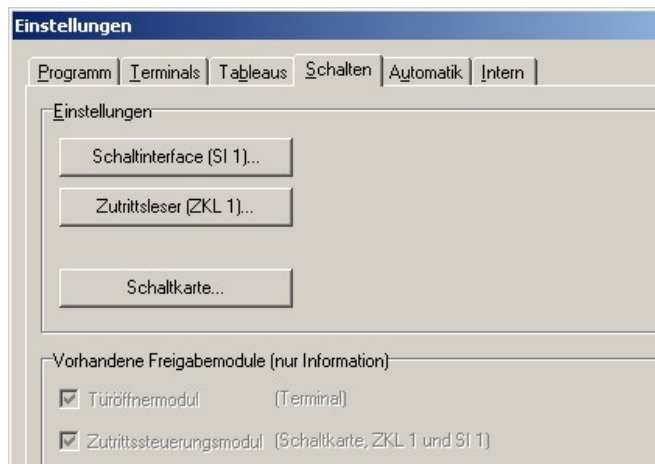 Einstellungen
Programm Terminals Tableaus Schalten Automatik Intern
Einstellungen
Schaltinterface (SI 1)...
Zutrittsleser (ZKL 1)...
Schaltkarte...
Vorhandene Freigabemodule (nur Information)
Türöffnermodul (Terminal)
Zutrittssteuerungsmodul (Schaltkarte, ZKL 1 und SI 1)